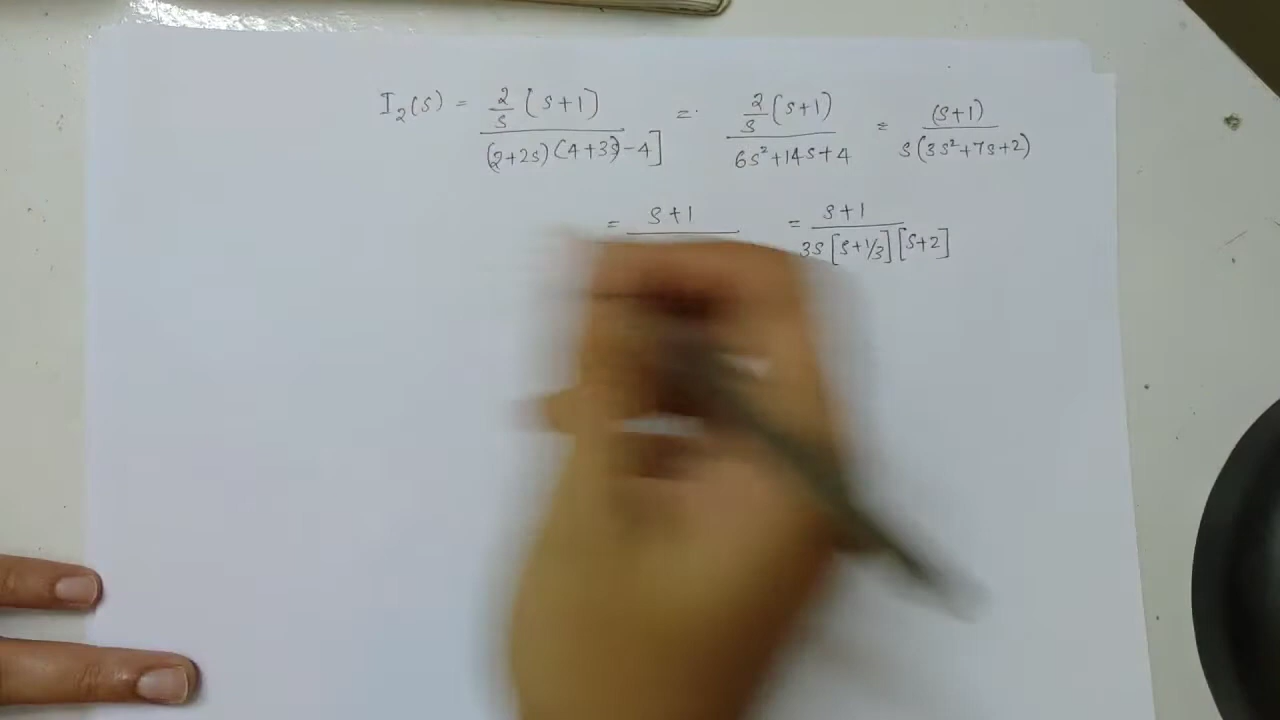 I₂(s) = 2/s (s+1) / (2+2s)(4+3s)-4] = 2/s (s+1) / 6s²+14s+4 = (s+1) / s(3s²+7s+2)
= s+1 = s+1 / 3s[s+1/3][s+2]